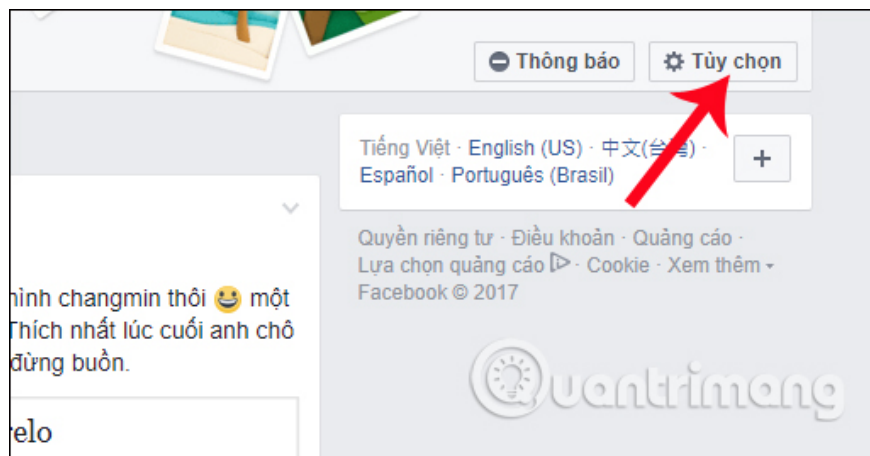 Thông báo
Tùy chọn
Tiếng Việt · English (US) · 中文(台灣) ·
Español · Português (Brasil)
+
Quyền riêng tư · Điều khoản · Quảng cáo ·
Lựa chọn quảng cáo · Cookie · Xem thêm
Facebook © 2017
mình changmin thôi 😀 một
Thích nhất lúc cuối anh chô
đừng buồn.
relo
Quantrimang